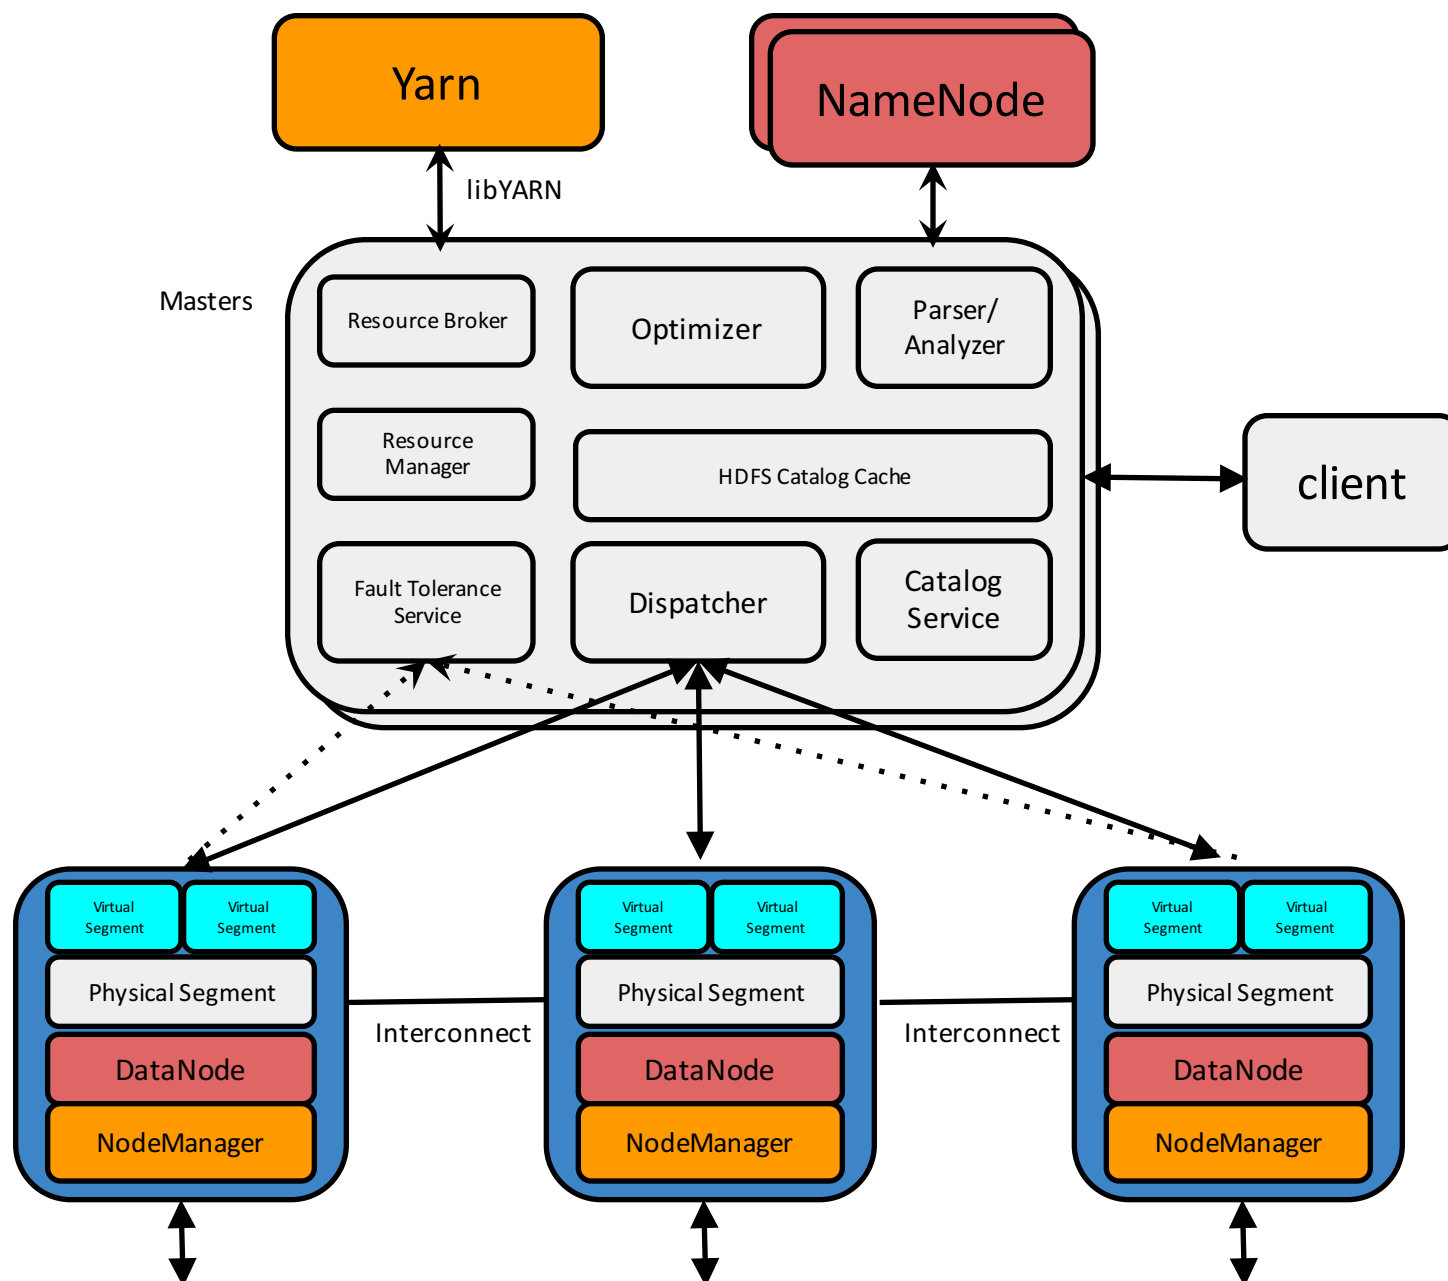 Yarn
NameNode
libYARN
Masters
Resource Broker
Optimizer
Parser/
Analyzer
Resource
Manager
HDFS Catalog Cache
client
Fault Tolerance
Service
Dispatcher
Catalog
Service
Virtual
Segment
Virtual
Segment
Physical Segment
DataNode
NodeManager
Interconnect
Virtual
Segment
Virtual
Segment
Physical Segment
DataNode
NodeManager
Interconnect
Virtual
Segment
Virtual
Segment
Physical Segment
DataNode
NodeManager